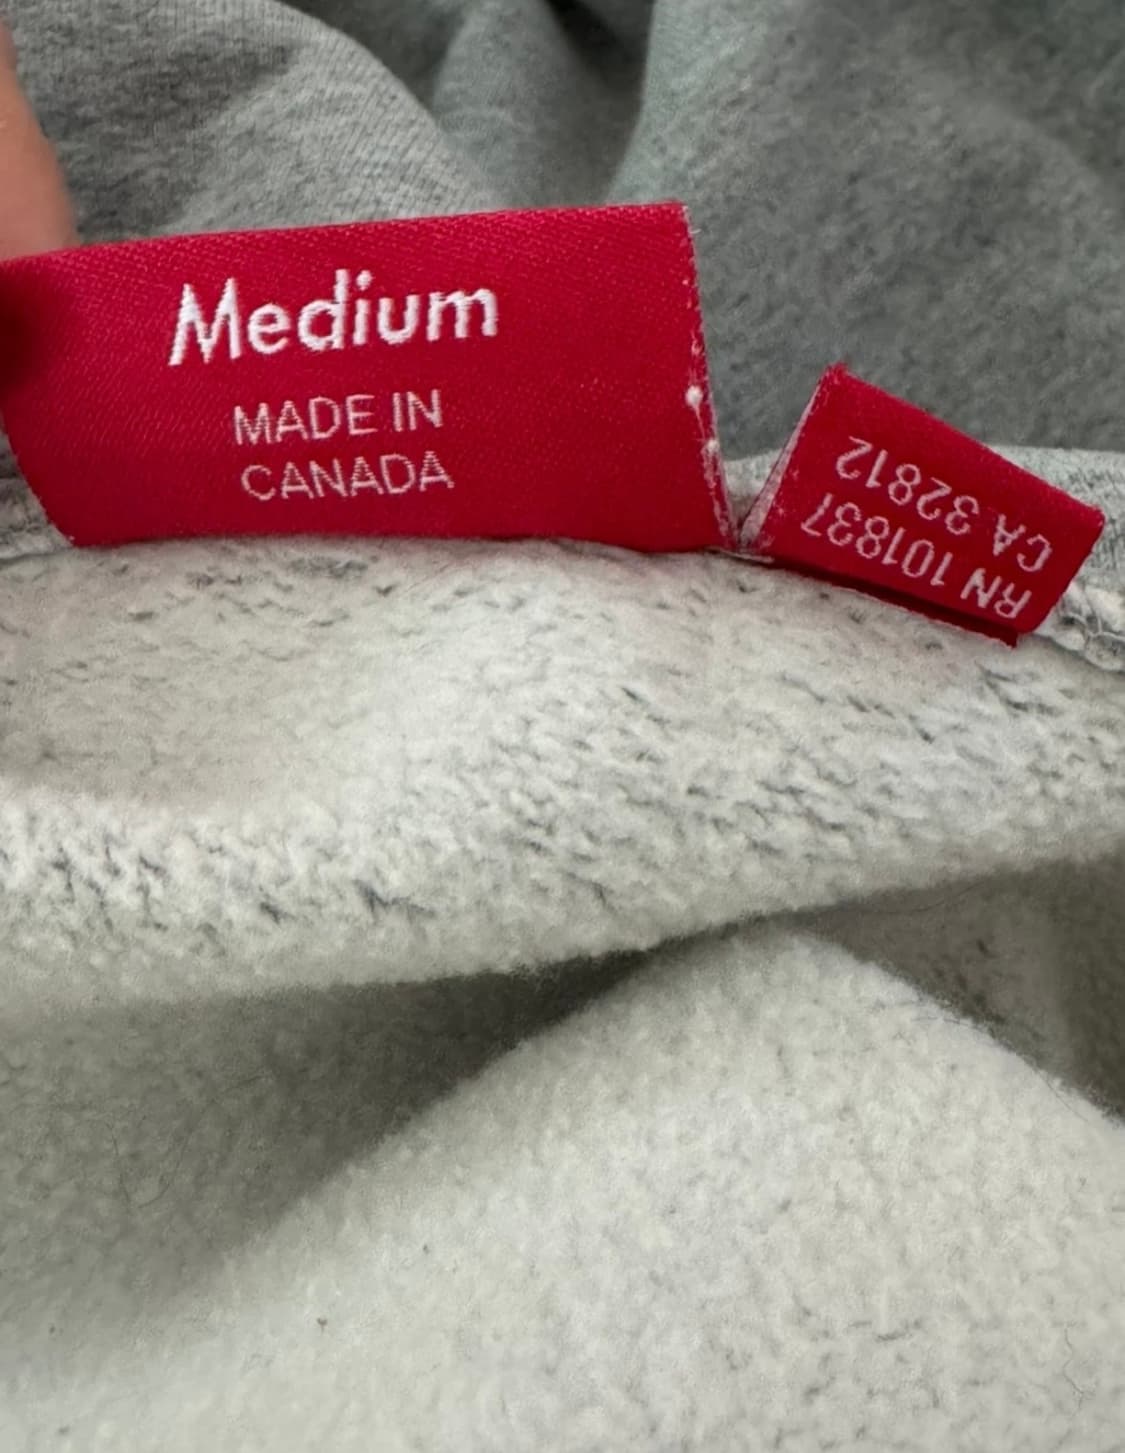 Medium
MADE IN
CANADA
RN 101837
CA 32812